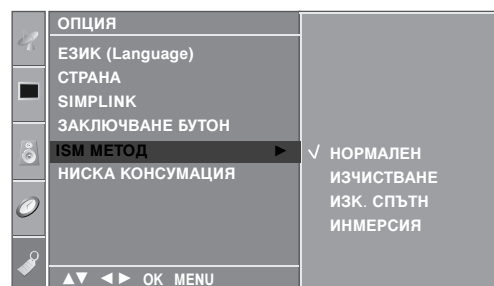 ОПЦИЯ
ЕЗИК (Language)
СТРАНА
SIMPLINK
ЗАКЛЮЧВАНЕ БУТОН
ISM МЕТОД ►
НИСКА КОНСУМАЦИЯ
√ НОРМАЛЕН
ИЗЧИСТВАНЕ
ИЗК. СПЪТН
ИНМЕРСИЯ
▲▼ ◄► OK MENU